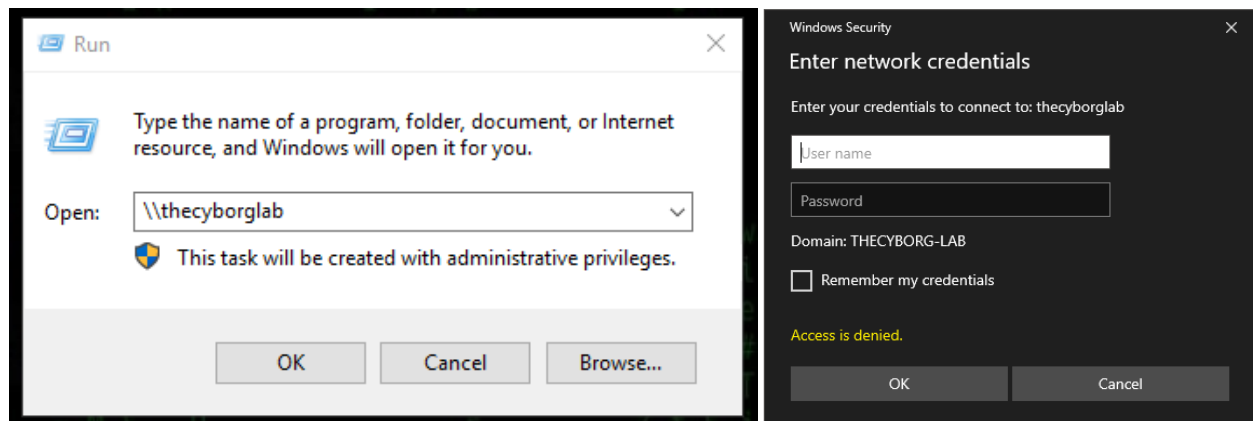 Run
Type the name of a program, folder, document, or Internet
resource, and Windows will open it for you.
Open:
\\thecyborglab
This task will be created with administrative privileges.
OK
Cancel
Browse...
Windows Security
Enter network credentials
Enter your credentials to connect to: thecyborglab
User name
Password
Domain: THECYBORG-LAB
Remember my credentials
Access is denied.
OK
Cancel